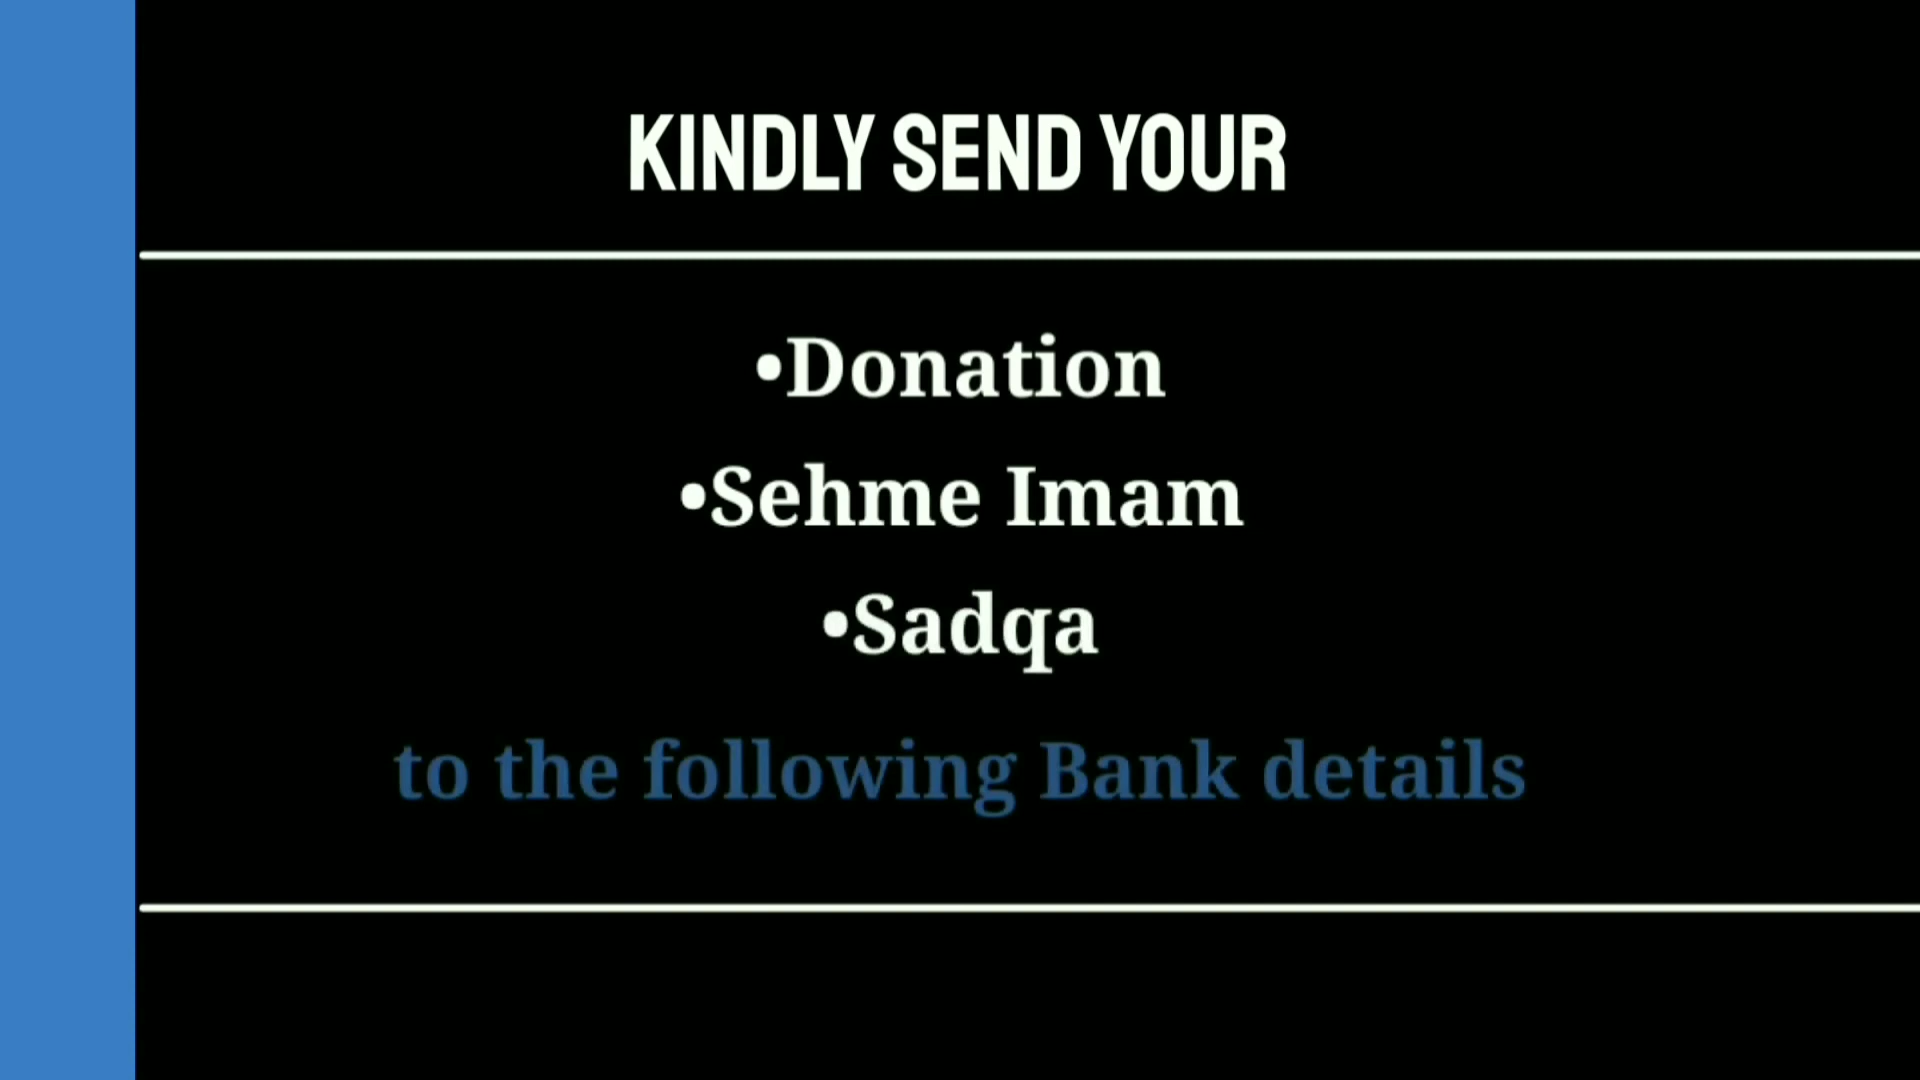 KINDLY SEND YOUR
•Donation
•Sehme Imam
•Sadqa
to the following Bank details